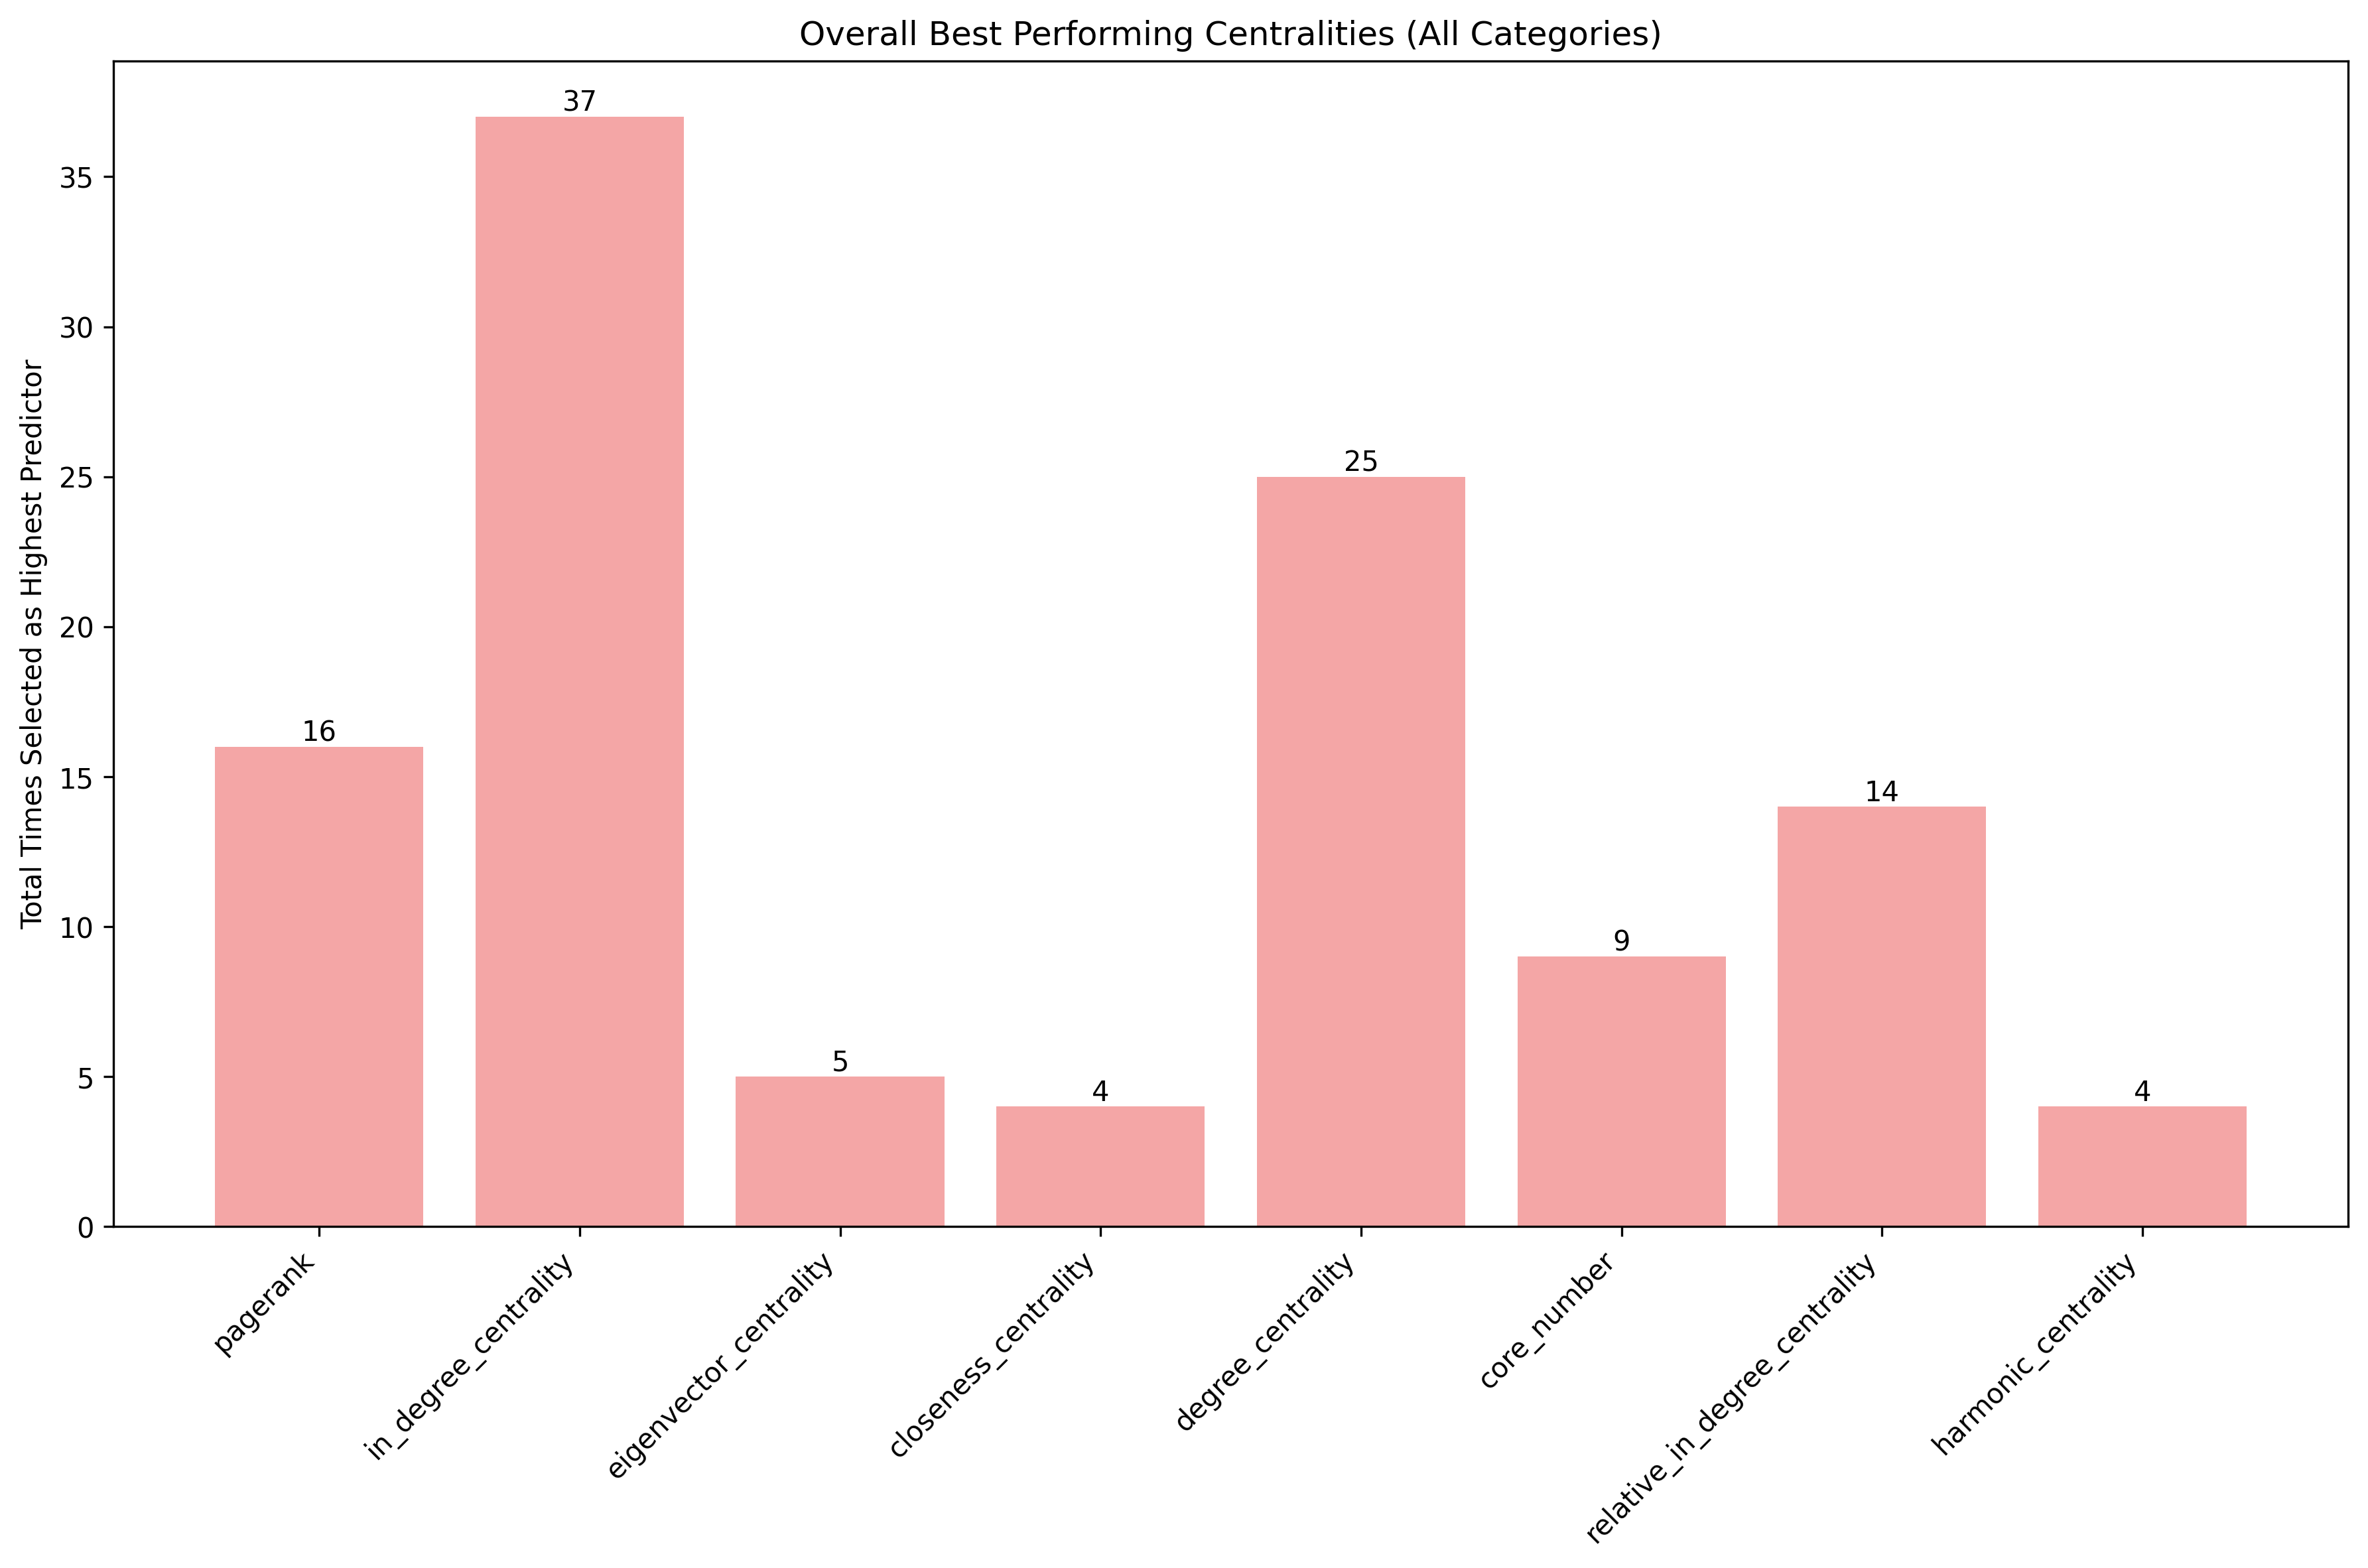 Overall Best Performing Centralities (All Categories)
Total Times Selected as Highest Predictor
35
30
25
20
15
10
5
0
16
37
5
4
25
9
14
4
pagerank
in_degree_centrality
eigenvector_centrality
closeness_centrality
degree_centrality
core_number
relative_in_degree_centrality
harmonic_centrality